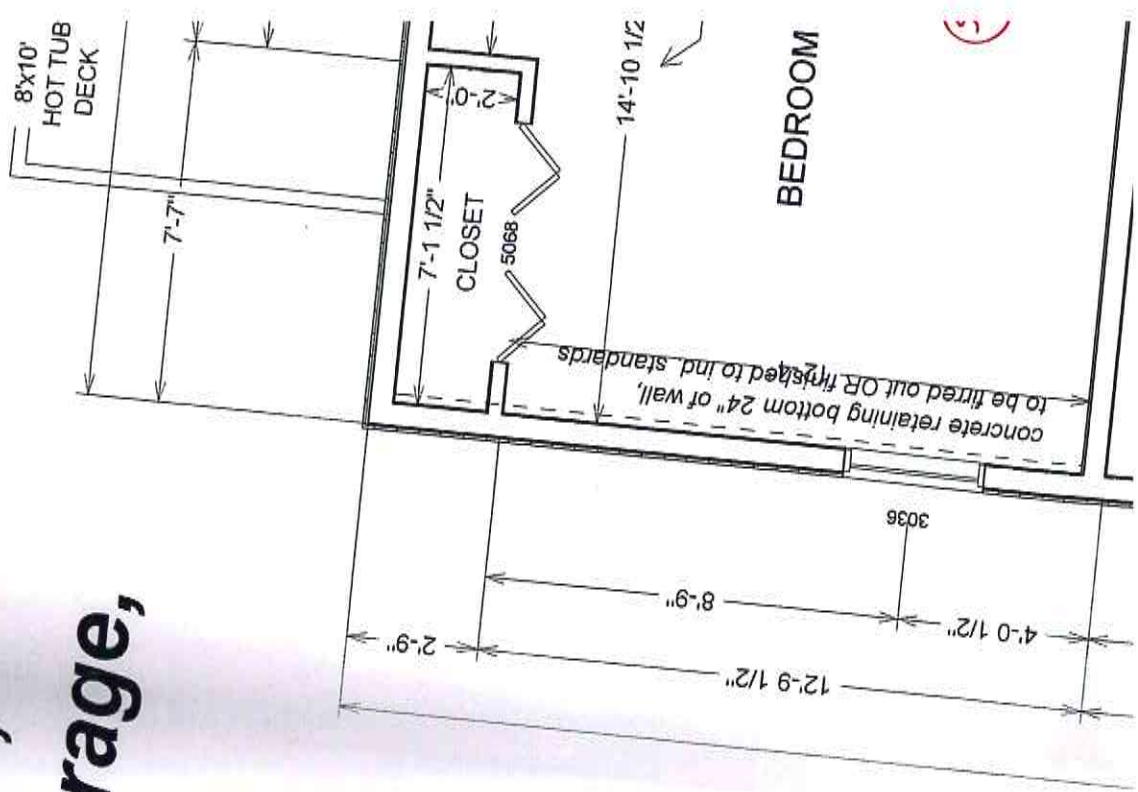 8'x10'
HOT TUB
DECK
7'-7"
2'-0"
7'-1 1/2"
CLOSET
5068
14'-10 1/2
BEDROOM
concrete retaining bottom 24" of wall,
to be firred out OR finished to ind. standards
3036
8'-9"
4'-0 1/2"
2'-9"
12'-9 1/2"
rage,